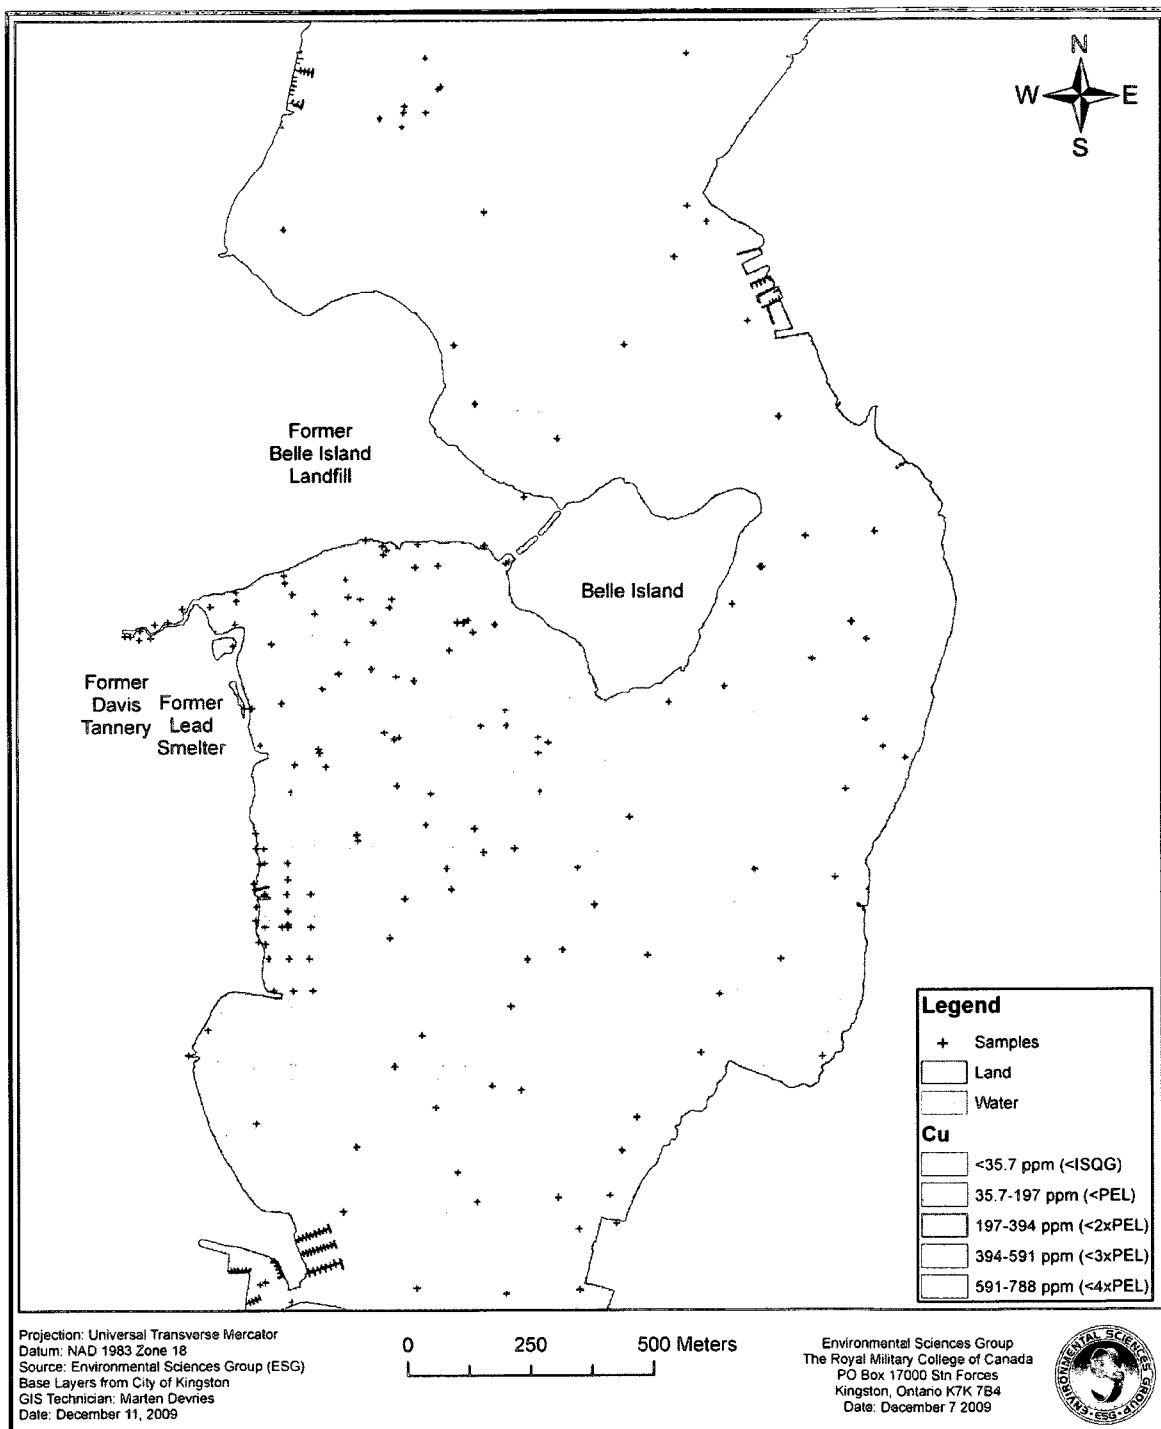 N
W E
S
Former
Belle Island
Landfill
Belle Island
Former
Davis
Tannery
Former
Lead
Smelter
Legend
Samples
Land
Water
Cu
<35.7 ppm (<ISQG)
35.7-197 ppm (<PEL)
197-394 ppm (<2xPEL)
394-591 ppm (<3xPEL)
591-788 ppm (<4xPEL)
Projection: Universal Transverse Mercator
Datum: NAD 1983 Zone 18
Source: Environmental Sciences Group (ESG)
Base Layers from City of Kingston
GIS Technician: Marten Devries
Date: December 11, 2009
0 250 500 Meters
Environmental Sciences Group
The Royal Military College of Canada
PO Box 17000 Stn Forces
Kingston, Ontario K7K 7B4
Date: December 7 2009
ENVIRONMENTAL SCIENCES GROUP
ESG